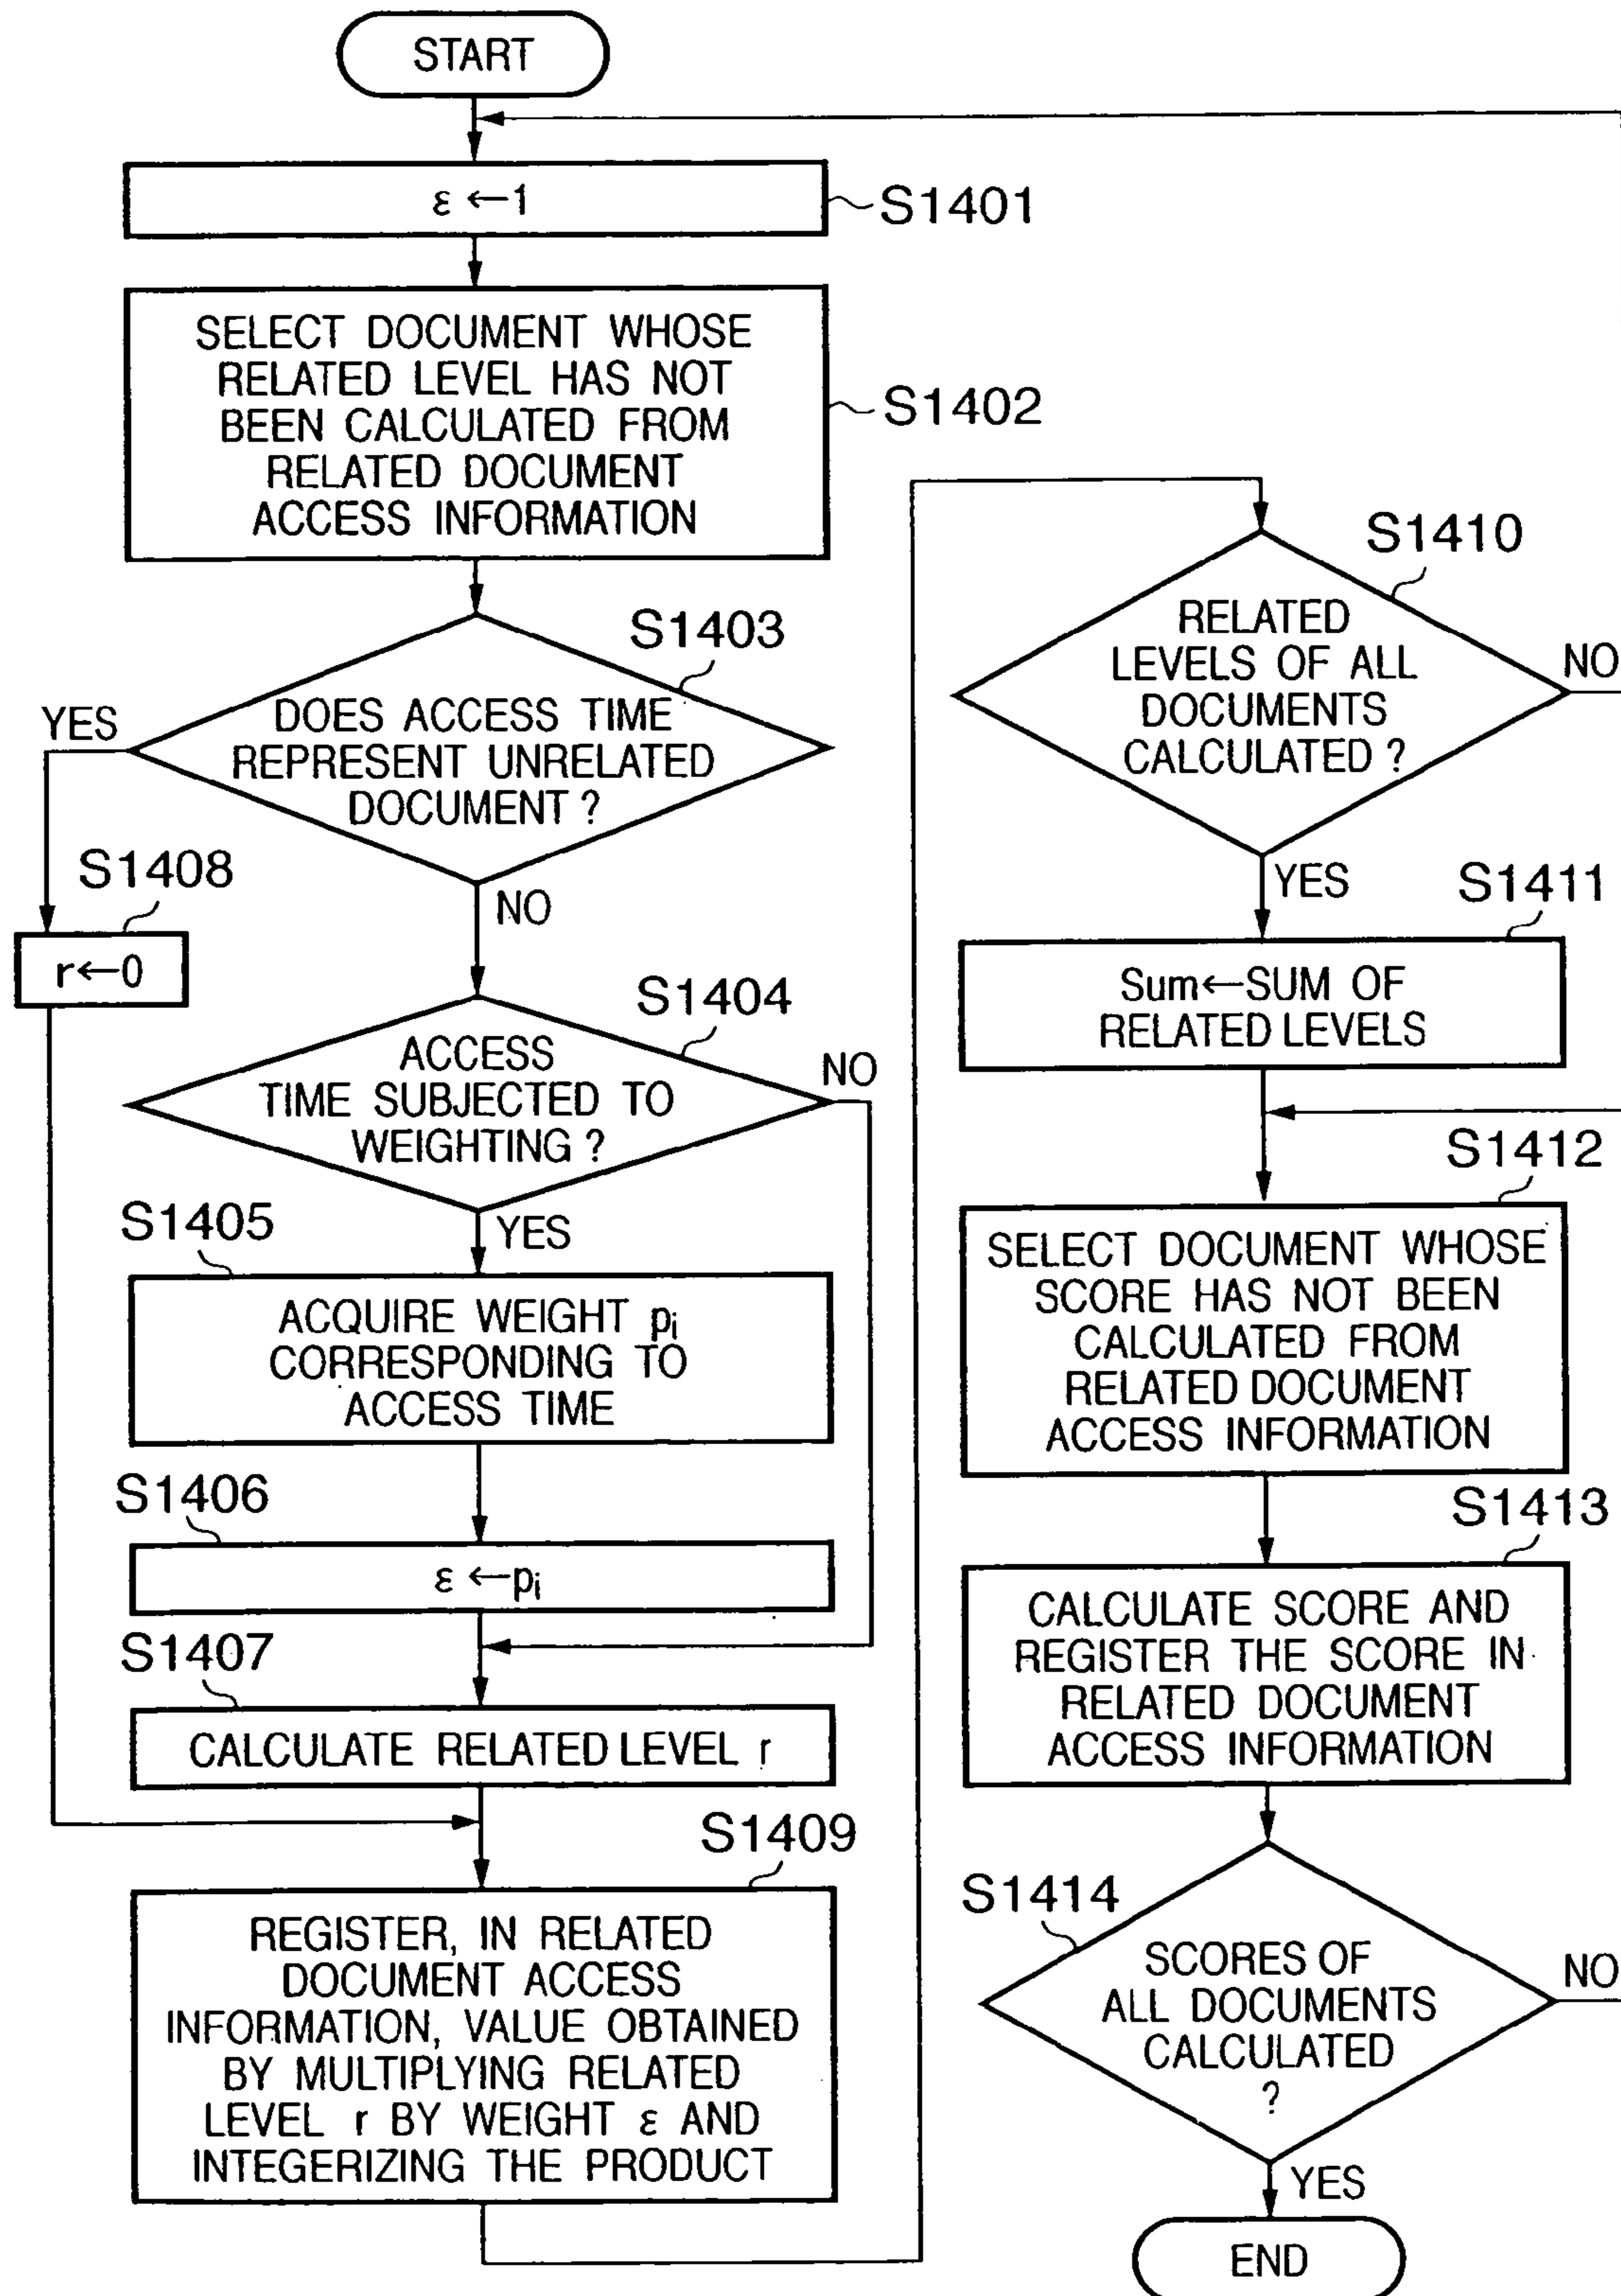 START
ε ←1
S1401
SELECT DOCUMENT WHOSE
RELATED LEVEL HAS NOT
BEEN CALCULATED FROM
RELATED DOCUMENT
ACCESS INFORMATION
S1402
S1403
DOES ACCESS TIME
REPRESENT UNRELATED
DOCUMENT ?
YES
NO
S1408
r←0
S1404
ACCESS
TIME SUBJECTED TO
WEIGHTING ?
NO
YES
S1405
ACQUIRE WEIGHT pi
CORRESPONDING TO
ACCESS TIME
S1406
ε ←pi
S1407
CALCULATE RELATED LEVEL r
S1409
REGISTER, IN RELATED
DOCUMENT ACCESS
INFORMATION, VALUE OBTAINED
BY MULTIPLYING RELATED
LEVEL r BY WEIGHT ε AND
INTEGERIZING THE PRODUCT
S1410
RELATED
LEVELS OF ALL
DOCUMENTS
CALCULATED ?
NO
YES
S1411
Sum←SUM OF
RELATED LEVELS
S1412
SELECT DOCUMENT WHOSE
SCORE HAS NOT BEEN
CALCULATED FROM
RELATED DOCUMENT
ACCESS INFORMATION
S1413
CALCULATE SCORE AND
REGISTER THE SCORE IN
RELATED DOCUMENT
ACCESS INFORMATION
S1414
SCORES OF
ALL DOCUMENTS
CALCULATED
?
NO
YES
END